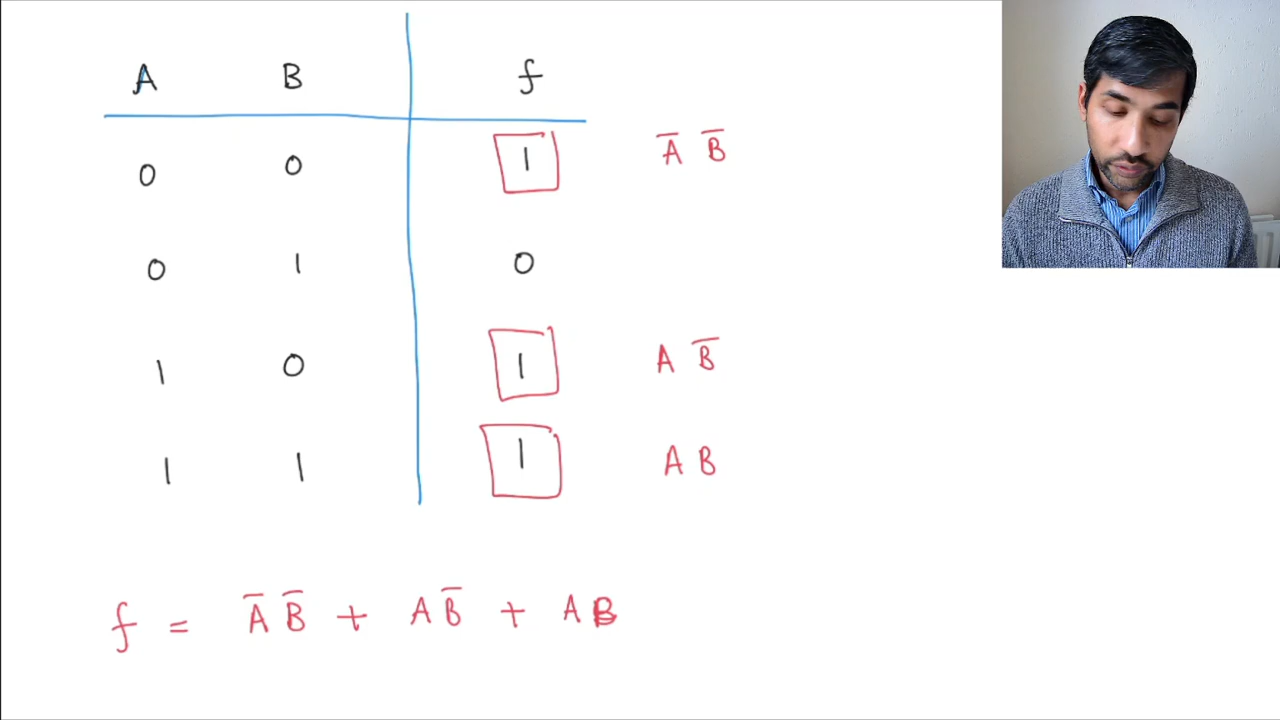 A B f
0 0 1 A̅ B̅
0 1 0
1 0 1 A B̅
1 1 1 A B
f = A̅ B̅ + A B̅ + A B